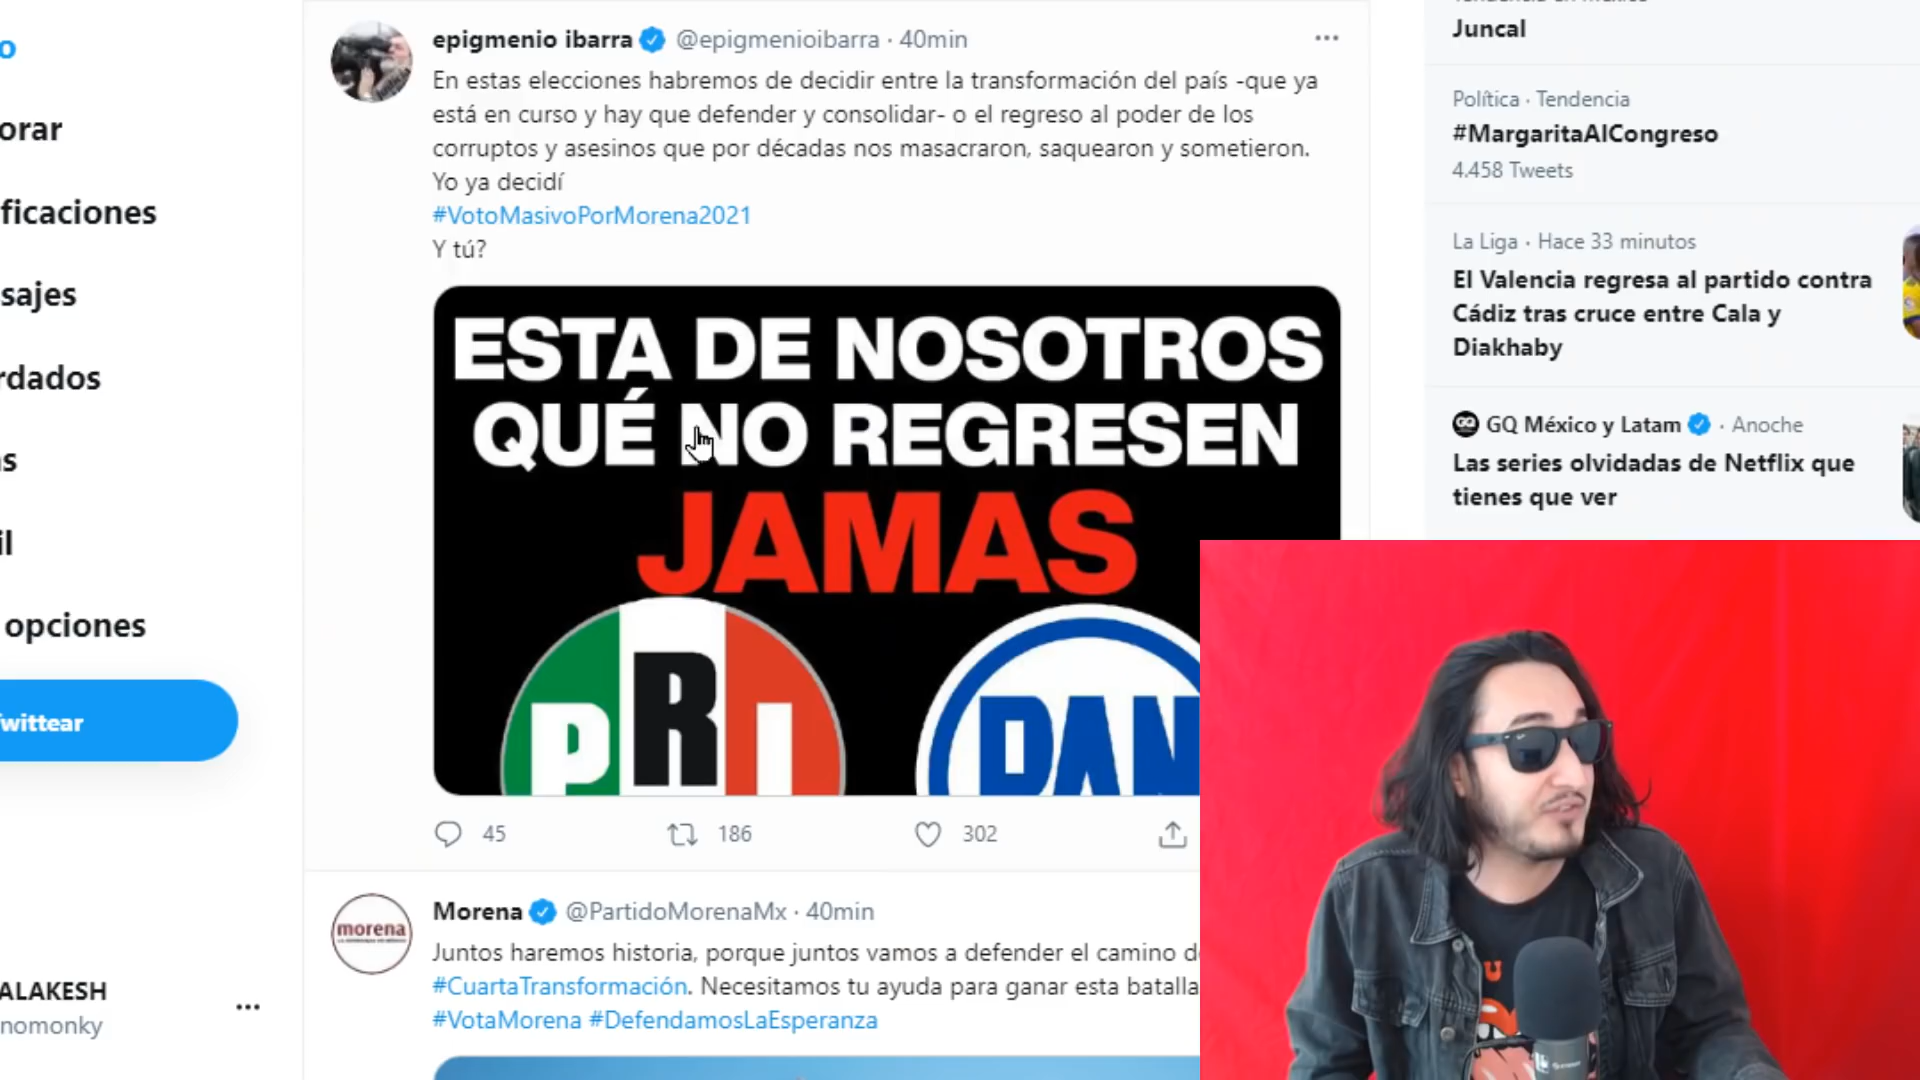 o
orar
ficaciones
sajes
rdados
s
il
opciones
wittear
ALAKESH
nomonky
epigmenio ibarra @epigmenioibarra · 40min
En estas elecciones habremos de decidir entre la transformación del país -que ya
está en curso y hay que defender y consolidar- o el regreso al poder de los
corruptos y asesinos que por décadas nos masacraron, saquearon y sometieron.
Yo ya decidí
#VotoMasivoPorMorena2021
Y tú?
ESTA DE NOSOTROS
QUÉ NO REGRESEN
JAMAS
PRI
PAN
45 186 302
Morena @PartidoMorenaMx · 40min
morena
Juntos haremos historia, porque juntos vamos a defender el camino d
#CuartaTransformación. Necesitamos tu ayuda para ganar esta batalla
#VotaMorena #DefendamosLaEsperanza
Juncal
Política · Tendencia
#MargaritaAlCongreso
4.458 Tweets
La Liga · Hace 33 minutos
El Valencia regresa al partido contra
Cádiz tras cruce entre Cala y
Diakhaby
GQ
GQ México y Latam · Anoche
Las series olvidadas de Netflix que
tienes que ver
U